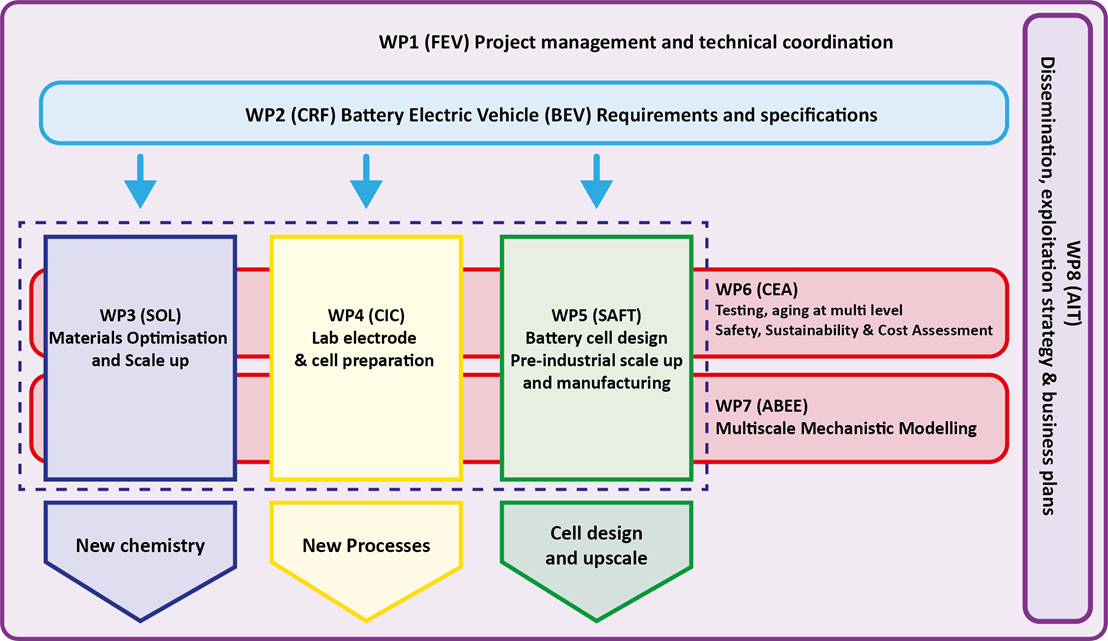 WP1 (FEV) Project management and technical coordination
WP2 (CRF) Battery Electric Vehicle (BEV) Requirements and specifications
WP3 (SOL)
Materials Optimisation
and Scale up
WP4 (CIC)
Lab electrode
& cell preparation
WP5 (SAFT)
Battery cell design
Pre-industrial scale up
and manufacturing
WP6 (CEA)
Testing, aging at multi level
Safety, Sustainability & Cost Assessment
WP7 (ABEE)
Multiscale Mechanistic Modelling
New chemistry
New Processes
Cell design
and upscale
WP8 (AIT)
Dissemination, exploitation strategy & business plans